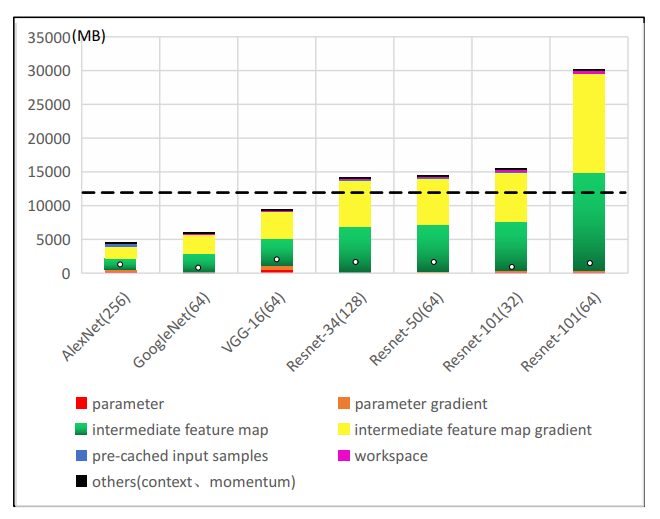 35000(MB)
30000
25000
20000
15000
10000
5000
0
AlexNet(256)
GoogleNet(64)
VGG-16(64)
Resnet-34(128)
Resnet-50(64)
Resnet-101(32)
Resnet-101(64)
parameter
parameter gradient
intermediate feature map
intermediate feature map gradient
pre-cached input samples
workspace
others(context、momentum)